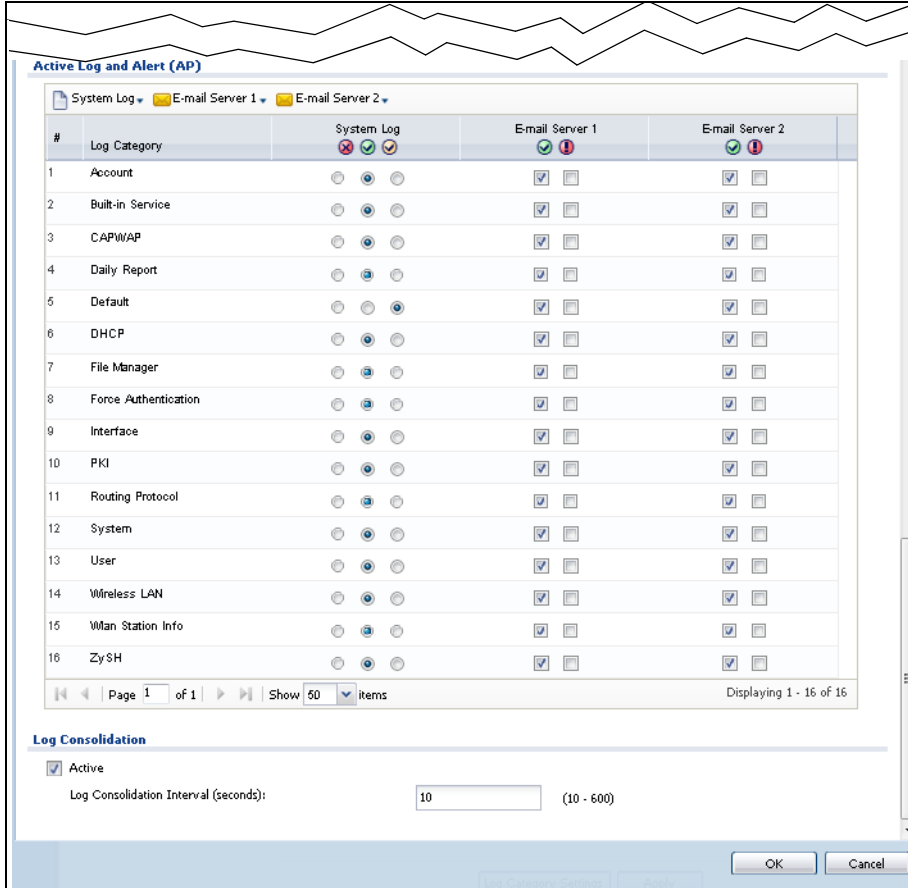 Active Log and Alert (AP)
System Log E-mail Server 1 E-mail Server 2
# Log Category System Log E-mail Server 1 E-mail Server 2
1 Account
2 Built-in Service
3 CAPWAP
4 Daily Report
5 Default
6 DHCP
7 File Manager
8 Force Authentication
9 Interface
10 PKI
11 Routing Protocol
12 System
13 User
14 Wireless LAN
15 Wlan Station Info
16 ZySH
Page 1 of 1 Show 50 items Displaying 1 - 16 of 16
Log Consolidation
Active
Log Consolidation Interval (seconds): 10 (10 - 600)
OK Cancel
Log Category Settings Apply